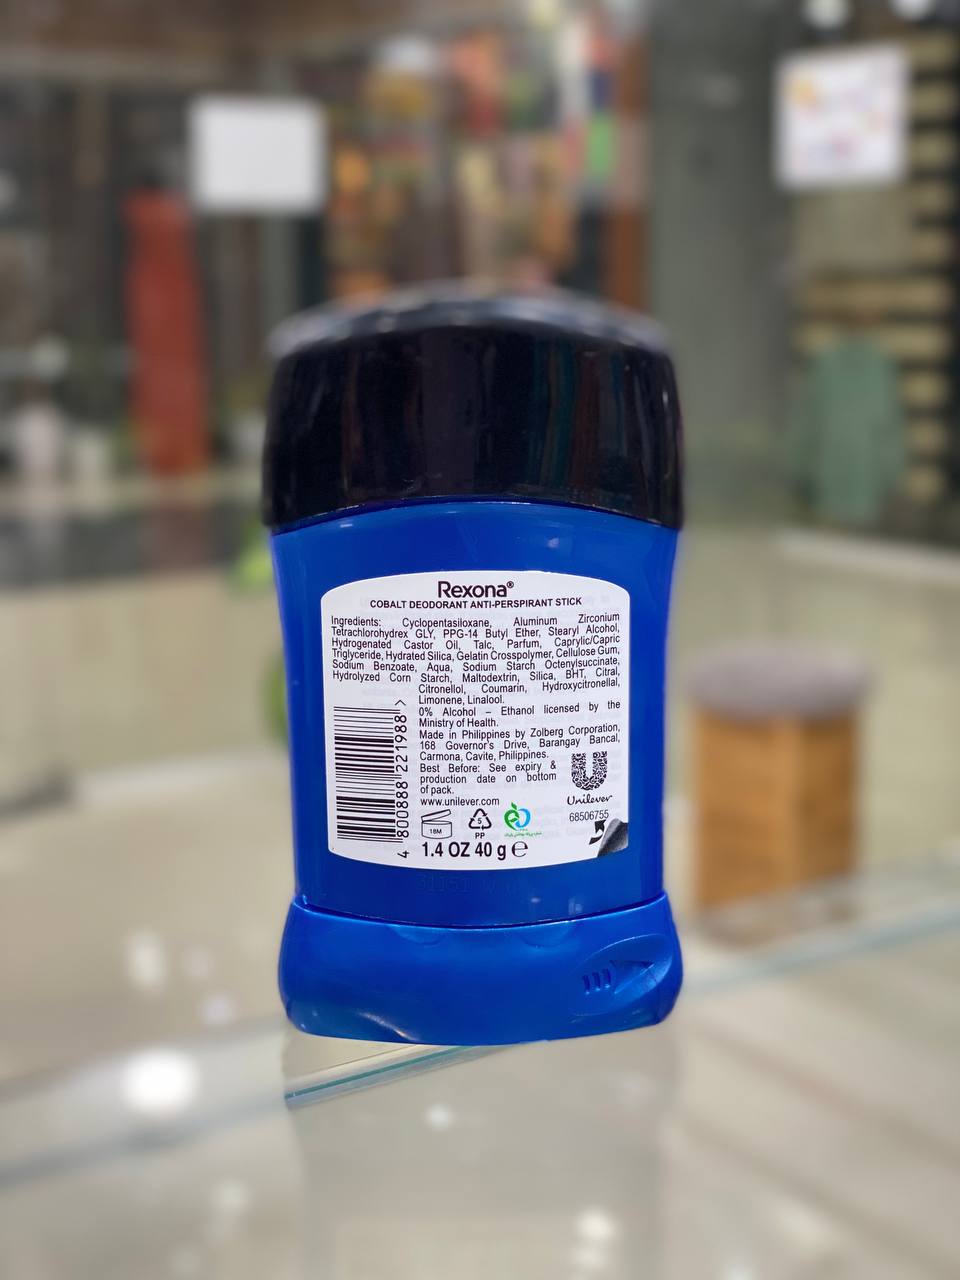 Rexona®
COBALT DEODORANT ANTI-PERSPIRANT STICK
Ingredients: Cyclopentasiloxane, Aluminum Zirconium
Tetrachlorohydrex GLY, PPG-14 Butyl Ether, Stearyl Alcohol,
Hydrogenated Castor Oil, Talc, Parfum, Caprylic/Capric
Triglyceride, Hydrated Silica, Gelatin Crosspolymer, Cellulose Gum,
Sodium Benzoate, Aqua, Sodium Starch Octenylsuccinate,
Hydrolyzed Corn Starch, Maltodextrin, Silica, BHT, Citral,
Citronellol, Coumarin, Hydroxycitronellal,
Limonene, Linalool.
0% Alcohol – Ethanol licensed by the
Ministry of Health.
Made in Philippines by Zolberg Corporation,
168 Governor's Drive, Barangay Bancal,
Carmona, Cavite, Philippines.
Best Before: See expiry &
production date on bottom
of pack.
www.unilever.com
Unilever
68506755
18M
5
PP
1.4 OZ 40 g ℮
4 800888 221988 >